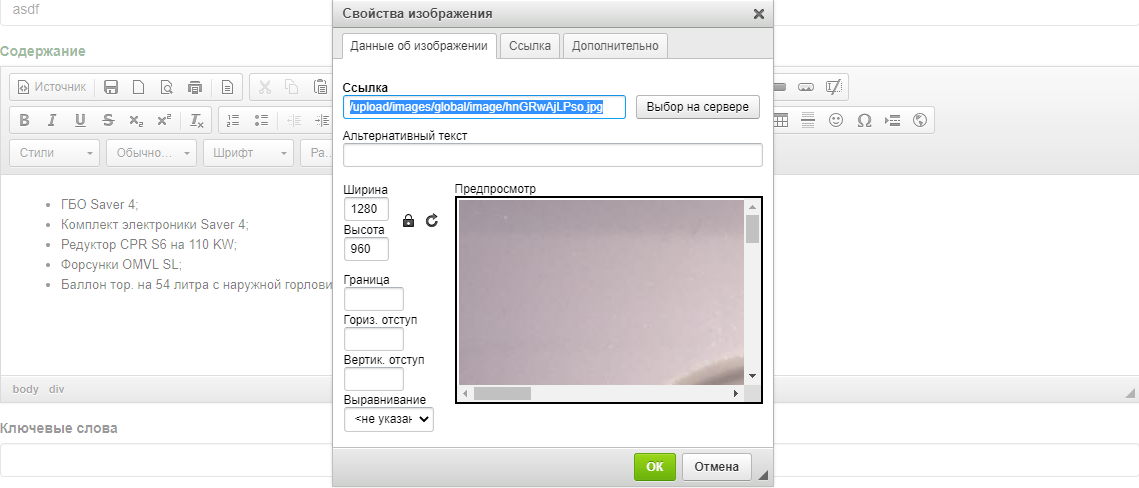 asdf
Содержание
Источник
Стили
Обычно...
Шрифт
Ра...
ГБО Saver 4;
Комплект электроники Saver 4;
Редуктор CPR S6 на 110 KW;
Форсунки OMVL SL;
Баллон тор. на 54 литра с наружной
body div
Ключевые слова
Свойства изображения
Данные об изображении
Ссылка
Дополнительно
Ссылка
/upload/images/global/image/hnGRwAjLPso.jpg
Выбор на сервере
Альтернативный текст
Ширина
1280
Высота
960
Граница
Гориз. отступ
Вертик. отступ
Выравнивание
<не указан
Предпросмотр
ОК
Отмена